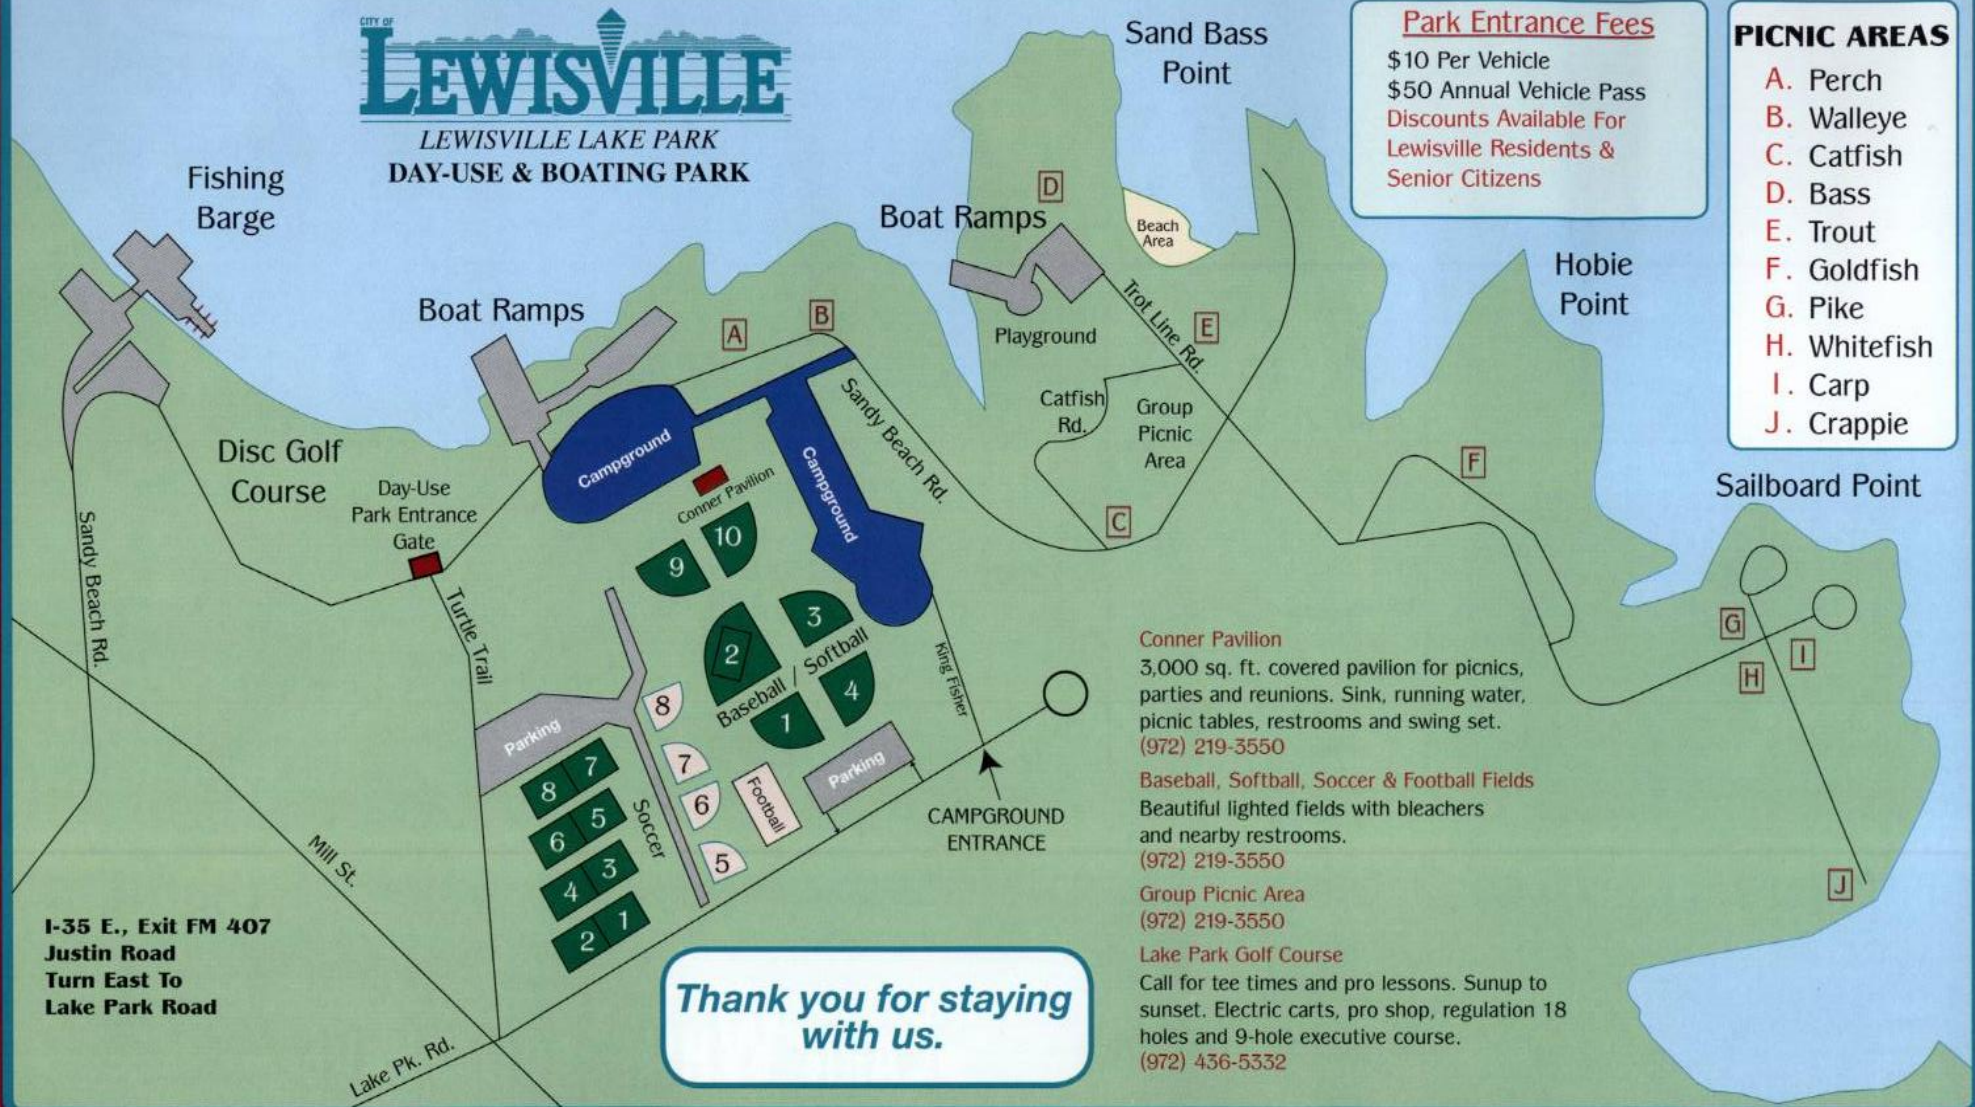 CITY OF
LEWISVILLE
LEWISVILLE LAKE PARK
DAY-USE & BOATING PARK
Sand Bass
Point
Park Entrance Fees
$10 Per Vehicle
$50 Annual Vehicle Pass
Discounts Available For
Lewisville Residents &
Senior Citizens
PICNIC AREAS
A. Perch
B. Walleye
C. Catfish
D. Bass
E. Trout
F. Goldfish
G. Pike
H. Whitefish
I. Carp
J. Crappie
Fishing
Barge
Boat Ramps
D
Beach
Area
Hobie
Point
Boat Ramps
A
B
Playground
Trot Line Rd.
E
Catfish
Rd.
Group
Picnic
Area
Sandy Beach Rd.
Disc Golf
Course
Day-Use
Park Entrance
Gate
Campground
Campground
Conner Pavilion
10
9
C
F
Sailboard Point
Sandy Beach Rd.
Turtle Trail
3
2
Baseball / Softball
4
1
King Fisher
G
H
I
J
8
7
6
5
Parking
Parking
Football
Soccer
8
7
6
5
4
3
2
1
CAMPGROUND
ENTRANCE
Mill St.
Lake Pk. Rd.
I-35 E., Exit FM 407
Justin Road
Turn East To
Lake Park Road
Thank you for staying
with us.
Conner Pavilion
3,000 sq. ft. covered pavilion for picnics,
parties and reunions. Sink, running water,
picnic tables, restrooms and swing set.
(972) 219-3550
Baseball, Softball, Soccer & Football Fields
Beautiful lighted fields with bleachers
and nearby restrooms.
(972) 219-3550
Group Picnic Area
(972) 219-3550
Lake Park Golf Course
Call for tee times and pro lessons. Sunup to
sunset. Electric carts, pro shop, regulation 18
holes and 9-hole executive course.
(972) 436-5332